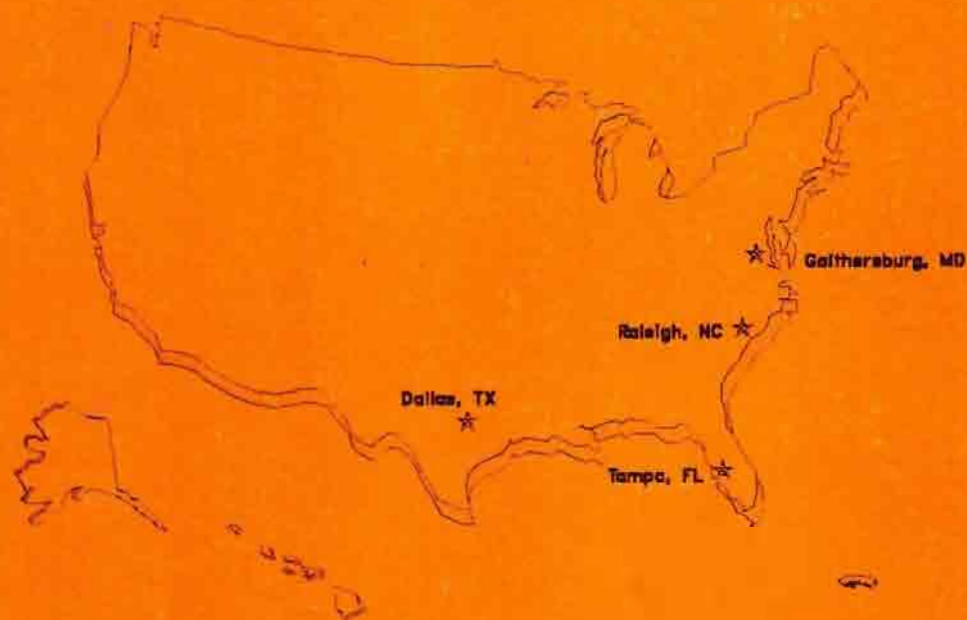 Gaithersburg, MD
Raleigh, NC
Dallas, TX
Tampa, FL